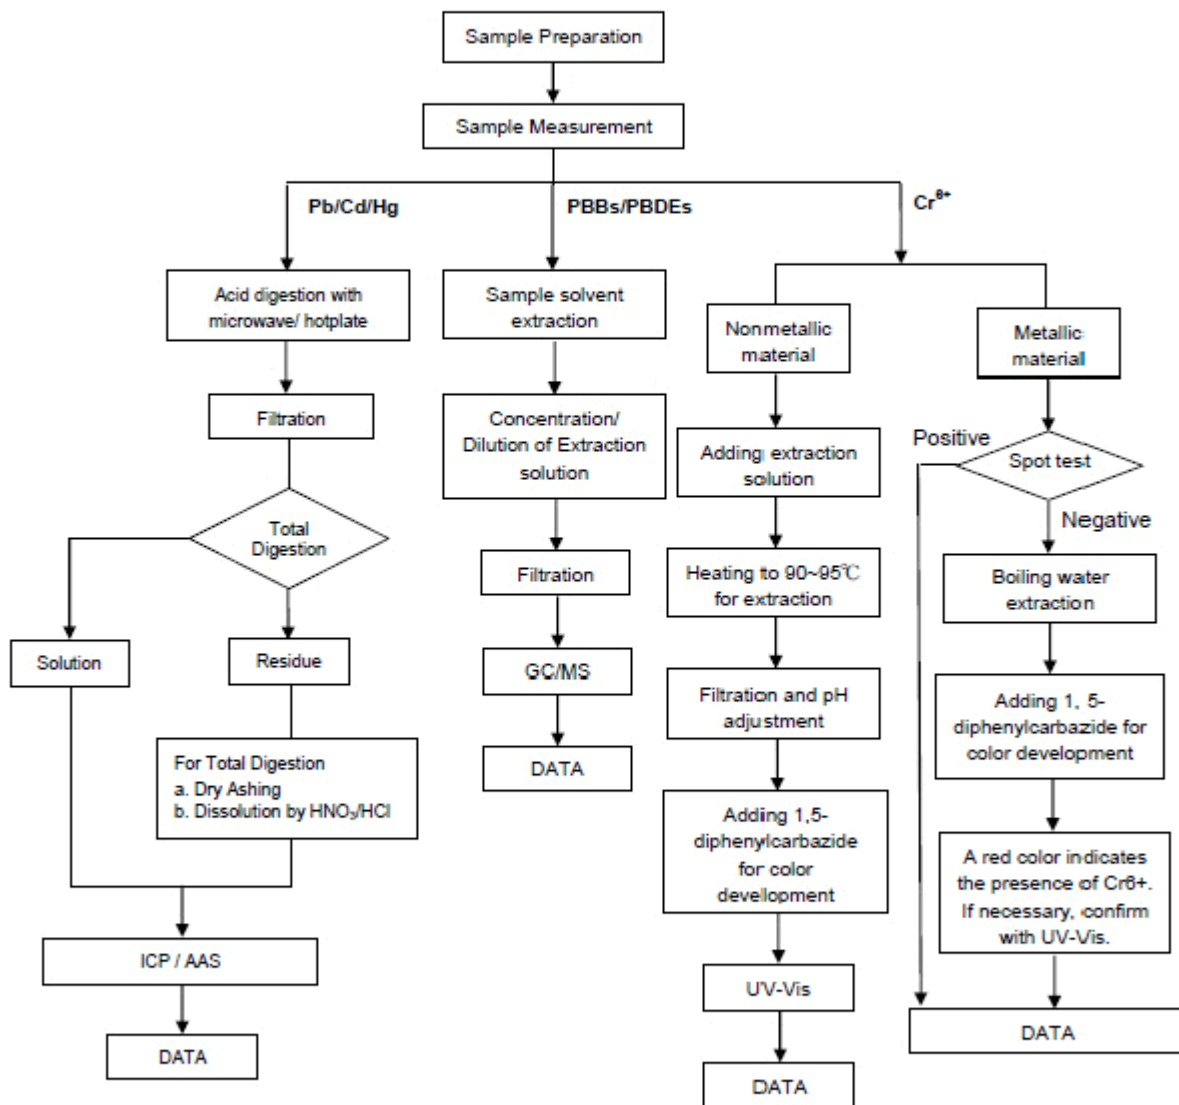 Sample Preparation
Sample Measurement
Pb/Cd/Hg
PBBs/PBDEs
Cr⁶⁺
Acid digestion with
microwave/ hotplate
Filtration
Total
Digestion
Solution
Residue
For Total Digestion
a. Dry Ashing
b. Dissolution by HNO₃/HCl
ICP / AAS
DATA
Sample solvent
extraction
Concentration/
Dilution of Extraction
solution
Filtration
GC/MS
DATA
Nonmetallic
material
Adding extraction
solution
Heating to 90~95℃
for extraction
Filtration and pH
adjustment
Adding 1,5-
diphenylcarbazide
for color
development
UV-Vis
DATA
Metallic
material
Positive
Spot test
Negative
Boiling water
extraction
Adding 1, 5-
diphenylcarbazide for
color development
A red color indicates
the presence of Cr6+.
If necessary, confirm
with UV-Vis.
DATA